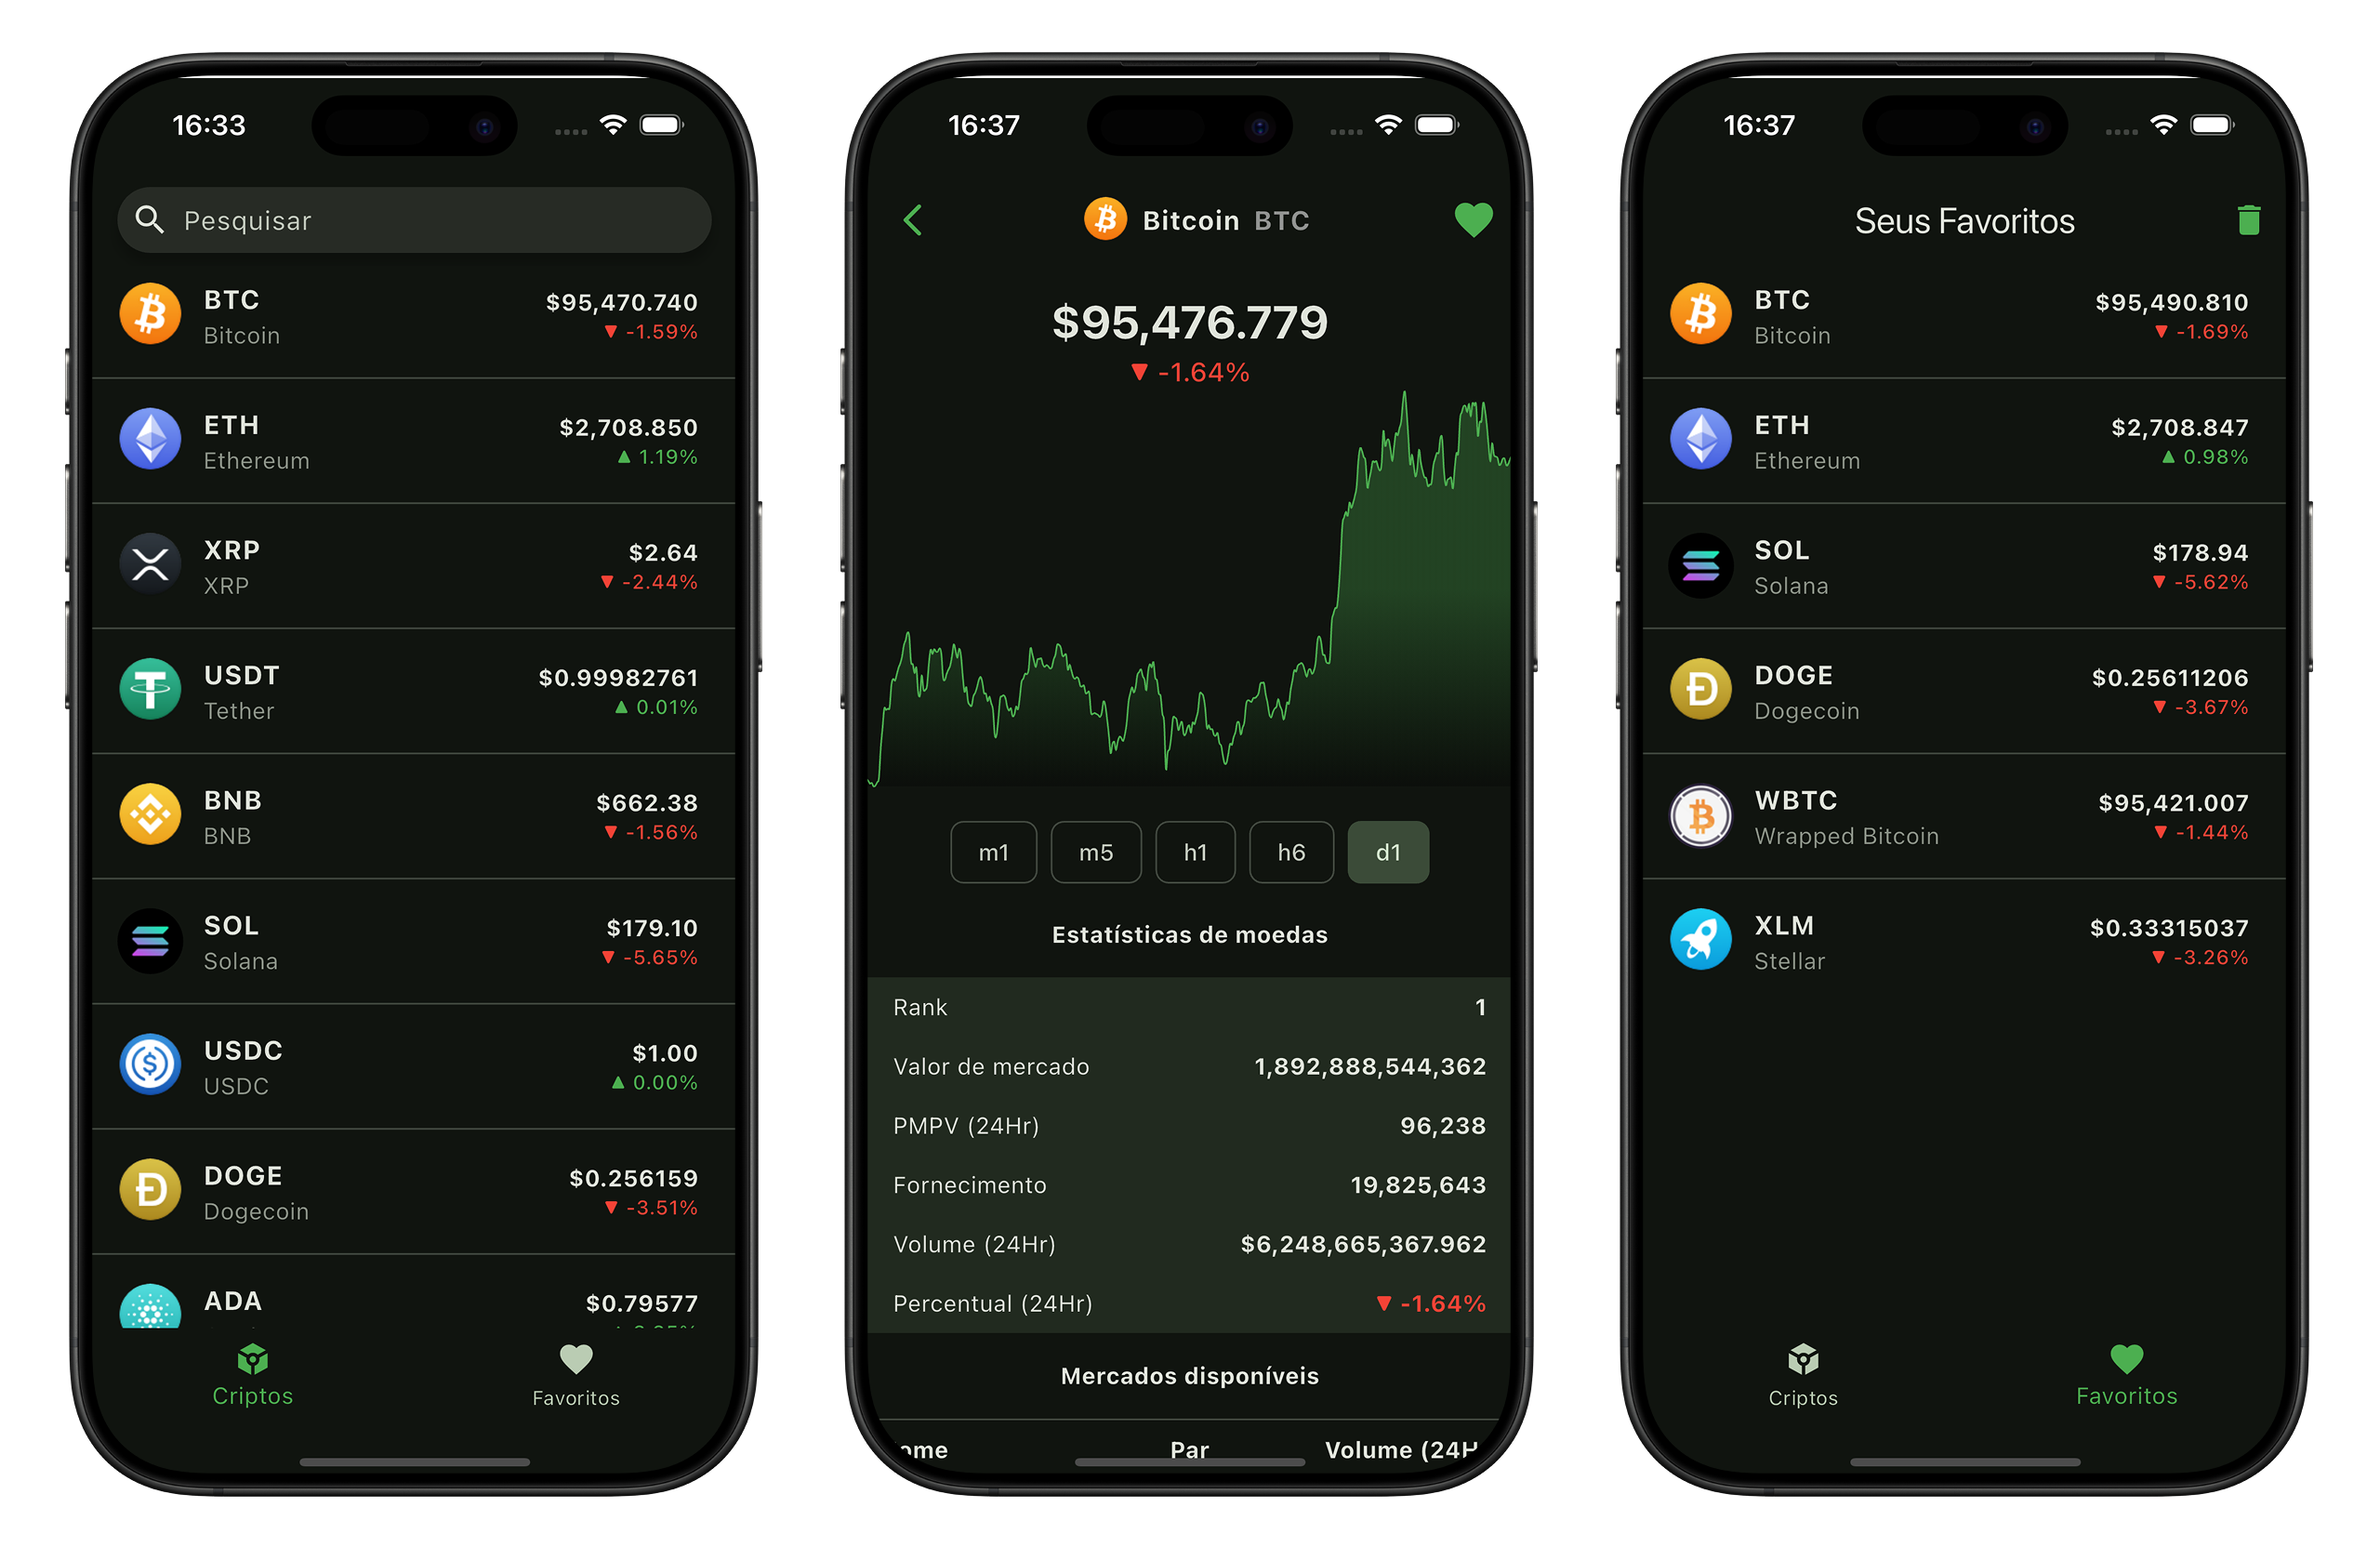 16:33
Pesquisar
BTC
$95,470.740
Bitcoin
▼ -1.59%
ETH
$2,708.850
Ethereum
▲ 1.19%
XRP
$2.64
XRP
▼ -2.44%
USDT
$0.99982761
Tether
▲ 0.01%
BNB
$662.38
BNB
▼ -1.56%
SOL
$179.10
Solana
▼ -5.65%
USDC
$1.00
USDC
▲ 0.00%
DOGE
$0.256159
Dogecoin
▼ -3.51%
ADA
$0.79577
Criptos
Favoritos
16:37
Bitcoin BTC
$95,476.779
▼ -1.64%
m1
m5
h1
h6
d1
Estatísticas de moedas
Rank 1
Valor de mercado 1,892,888,544,362
PMPV (24Hr) 96,238
Fornecimento 19,825,643
Volume (24Hr) $6,248,665,367.962
Percentual (24Hr) ▼ -1.64%
Mercados disponíveis
Par Volume
16:37
Seus Favoritos
BTC
$95,490.810
Bitcoin
▼ -1.69%
ETH
$2,708.847
Ethereum
▲ 0.98%
SOL
$178.94
Solana
▼ -5.62%
DOGE
$0.25611206
Dogecoin
▼ -3.67%
WBTC
$95,421.007
Wrapped Bitcoin
▼ -1.44%
XLM
$0.33315037
Stellar
▼ -3.26%
Criptos
Favoritos